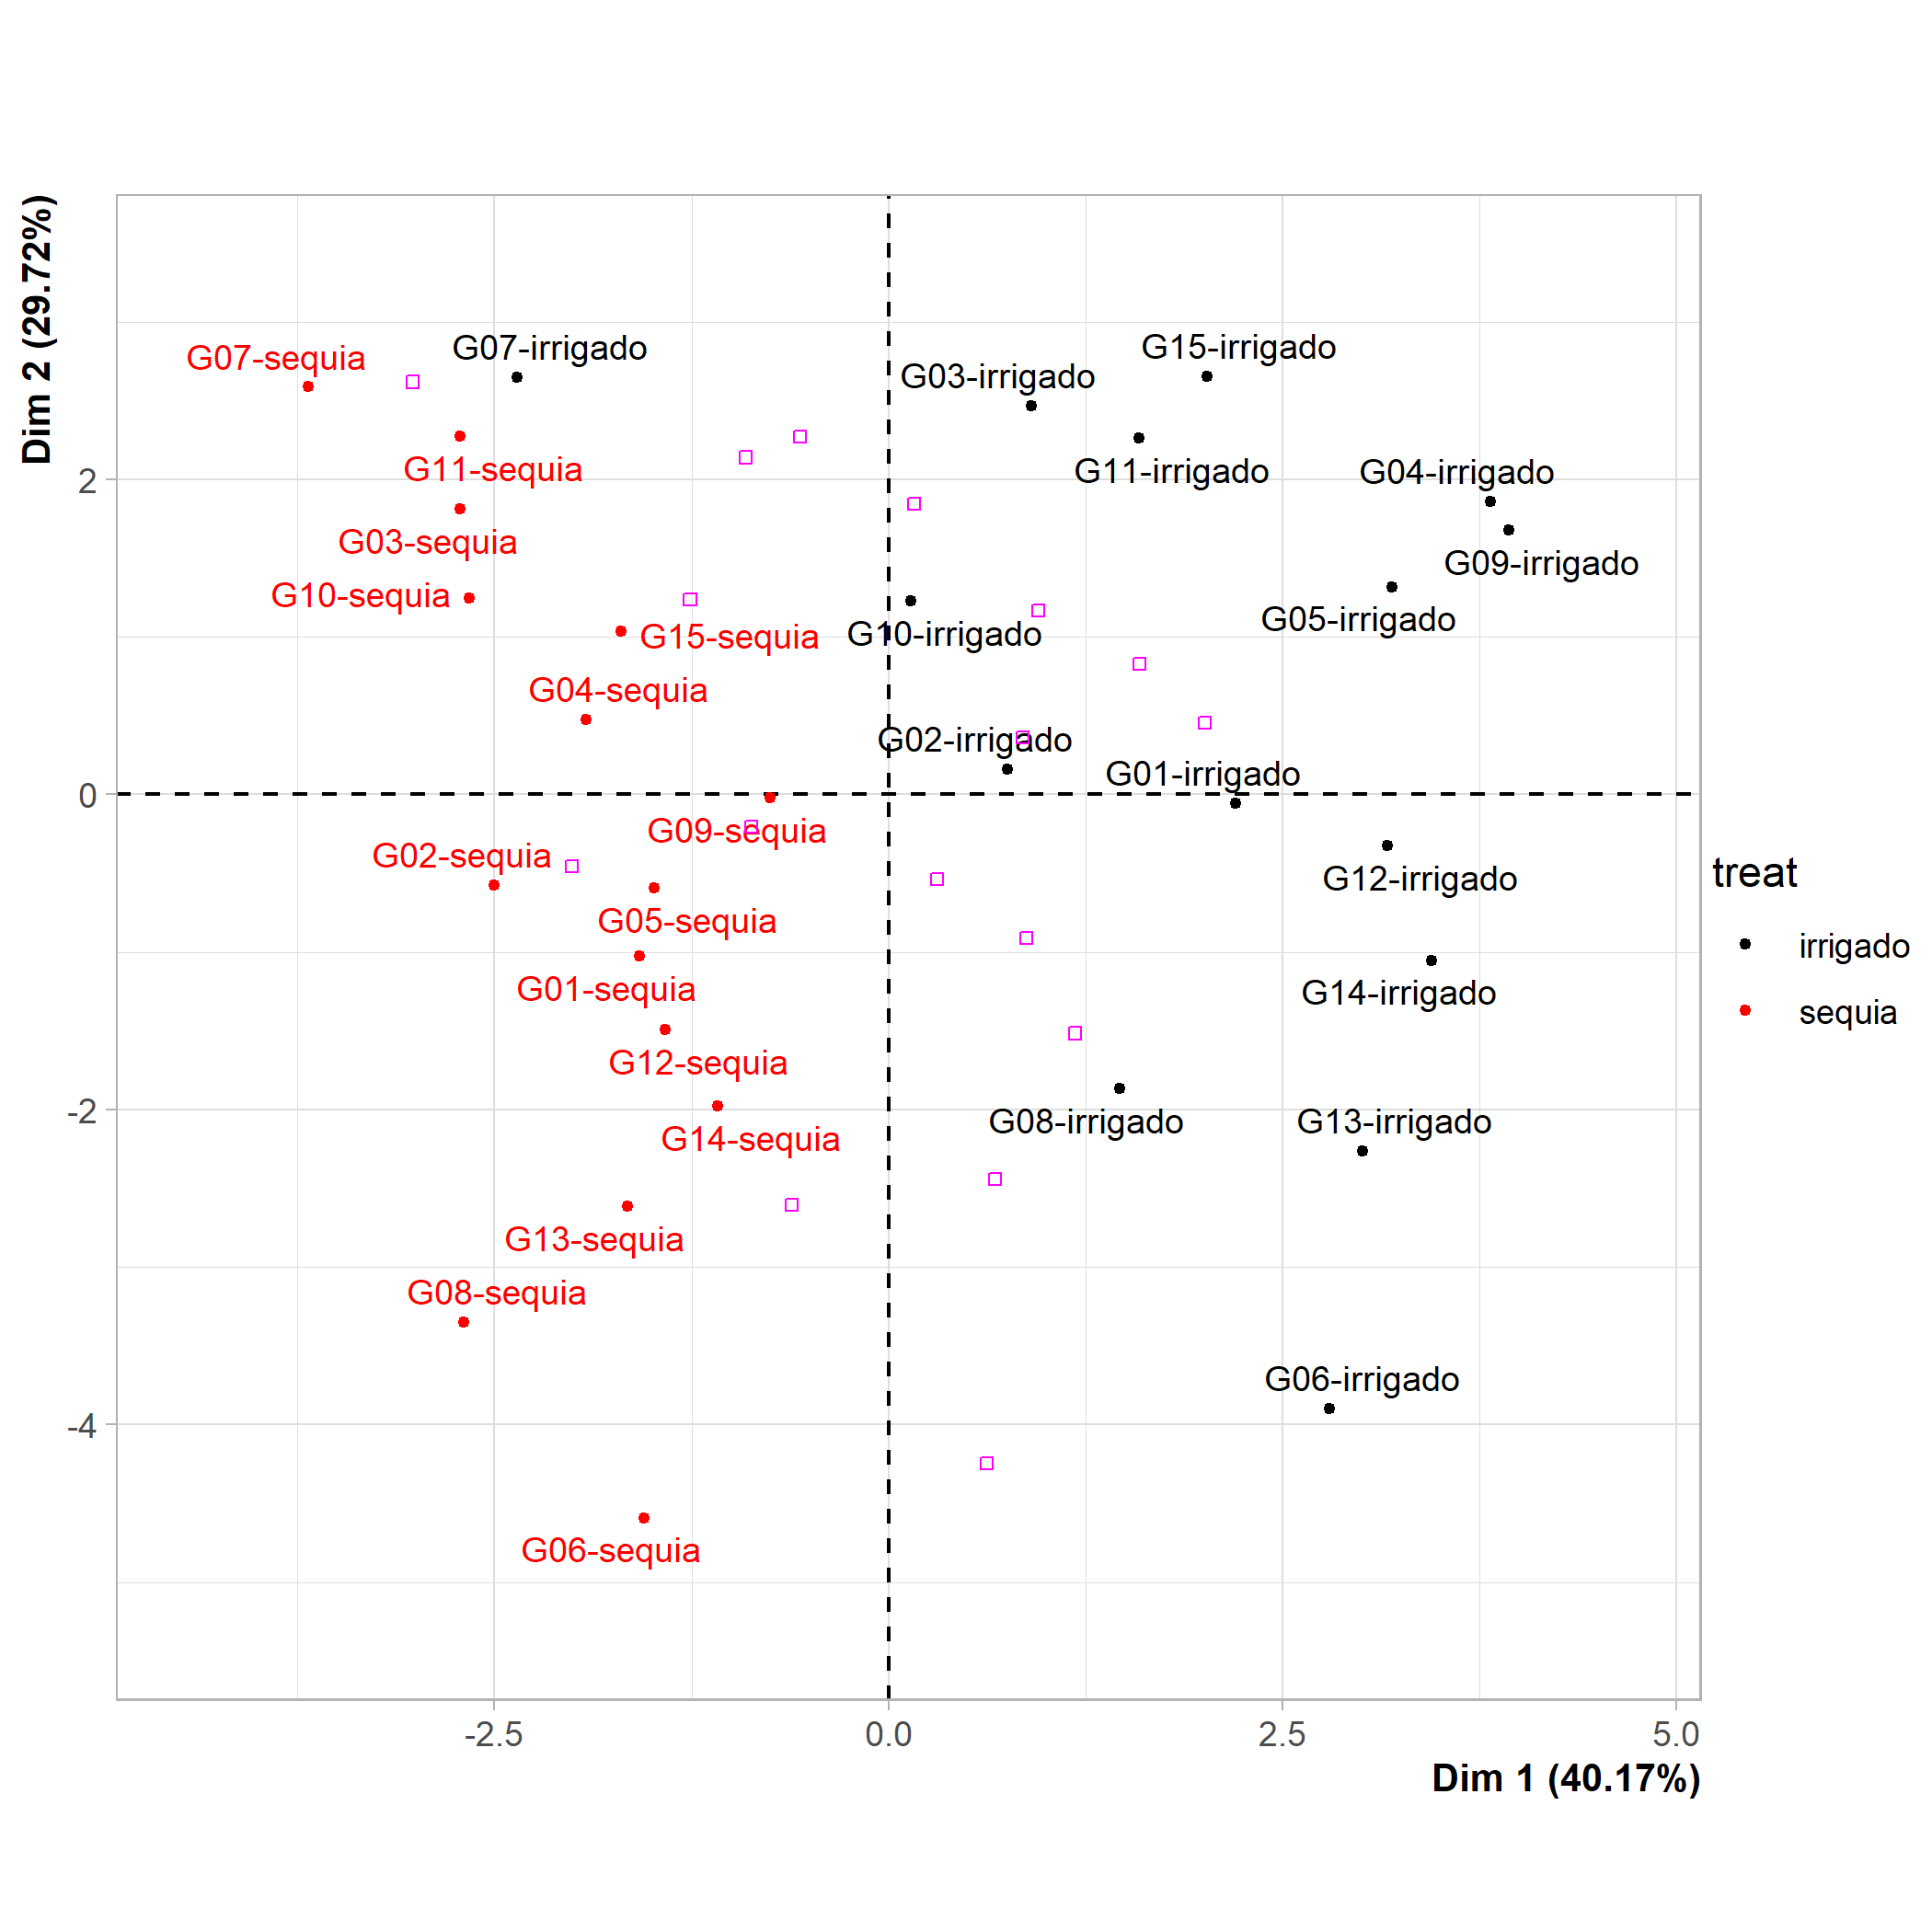 Dim 2 (29.72%)
G07-sequia
G07-irrigado
G15-irrigado
G03-irrigado
G11-sequia
G11-irrigado
G04-irrigado
2
G03-sequia
G09-irrigado
G10-sequia
G05-irrigado
G15-sequia
G10-irrigado
G04-sequia
G02-irrigado
G01-irrigado
0
G09-sequia
G02-sequia
G12-irrigado
treat
G05-sequia
irrigado
G01-sequia
G14-irrigado
sequia
G12-sequia
-2
G08-irrigado
G13-irrigado
G14-sequia
G13-sequia
G08-sequia
G06-irrigado
-4
G06-sequia
-2.5
0.0
2.5
5.0
Dim 1 (40.17%)